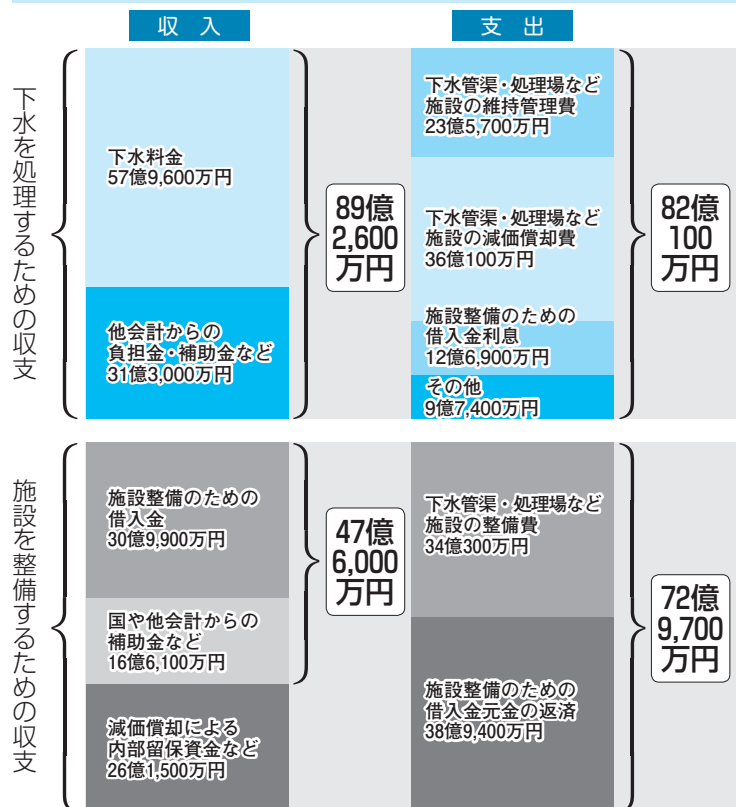 収 入
支 出
下水を処理するための収支
下水料金
57億9,600万円
他会計からの
負担金・補助金など
31億3,000万円
89億
2,600
万円
下水管渠・処理場など
施設の維持管理費
23億5,700万円
下水管渠・処理場など
施設の減価償却費
36億100万円
施設整備のための
借入金利息
12億6,900万円
その他
9億7,400万円
82億
100
万円
施設を整備するための収支
施設整備のための
借入金
30億9,900万円
国や他会計からの
補助金など
16億6,100万円
減価償却による
内部留保資金など
26億1,500万円
47億
6,000
万円
下水管渠・処理場など
施設の整備費
34億300万円
施設整備のための
借入金元金の返済
38億9,400万円
72億
9,700
万円